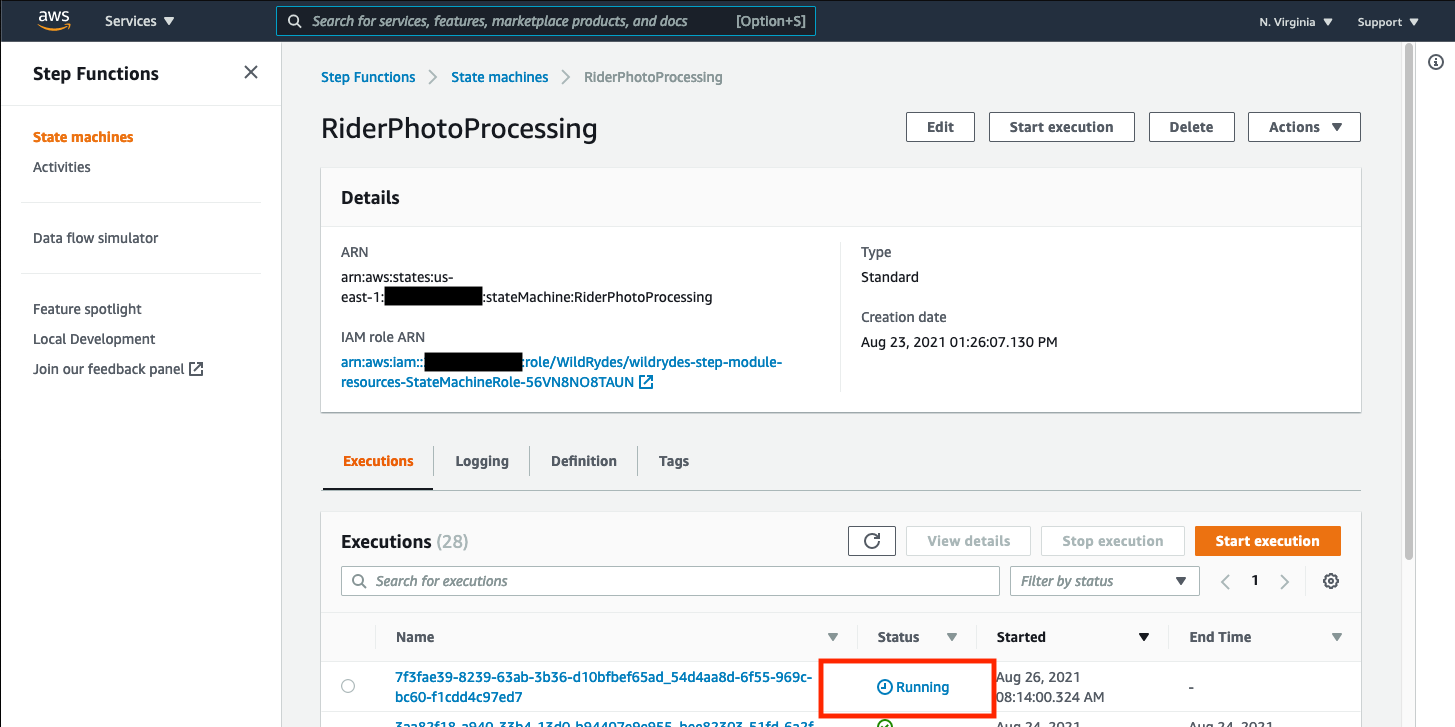 aws Services Search for services, features, marketplace products, and docs [Option+S] N. Virginia Support
Step Functions
State machines
Activities
Data flow simulator
Feature spotlight
Local Development
Join our feedback panel
Step Functions State machines RiderPhotoProcessing
RiderPhotoProcessing
Edit Start execution Delete Actions
Details
ARN
arn:aws:states:us-
east-1: :stateMachine:RiderPhotoProcessing
IAM role ARN
arn:aws:iam:: :role/WildRydes/wildrydes-step-module-
resources-StateMachineRole-56VN8NO8TAUN
Type
Standard
Creation date
Aug 23, 2021 01:26:07.130 PM
Executions Logging Definition Tags
Executions (28) View details Stop execution Start execution
Search for executions Filter by status 1
Name Status Started End Time
7f3fae39-8239-63ab-3b36-d10bfbef65ad_54d4aa8d-6f55-969c-
bc60-f1cdd4c97ed7
Running
Aug 26, 2021
08:14:00.324 AM
-
Aug 24, 2021 Aug 24, 2021